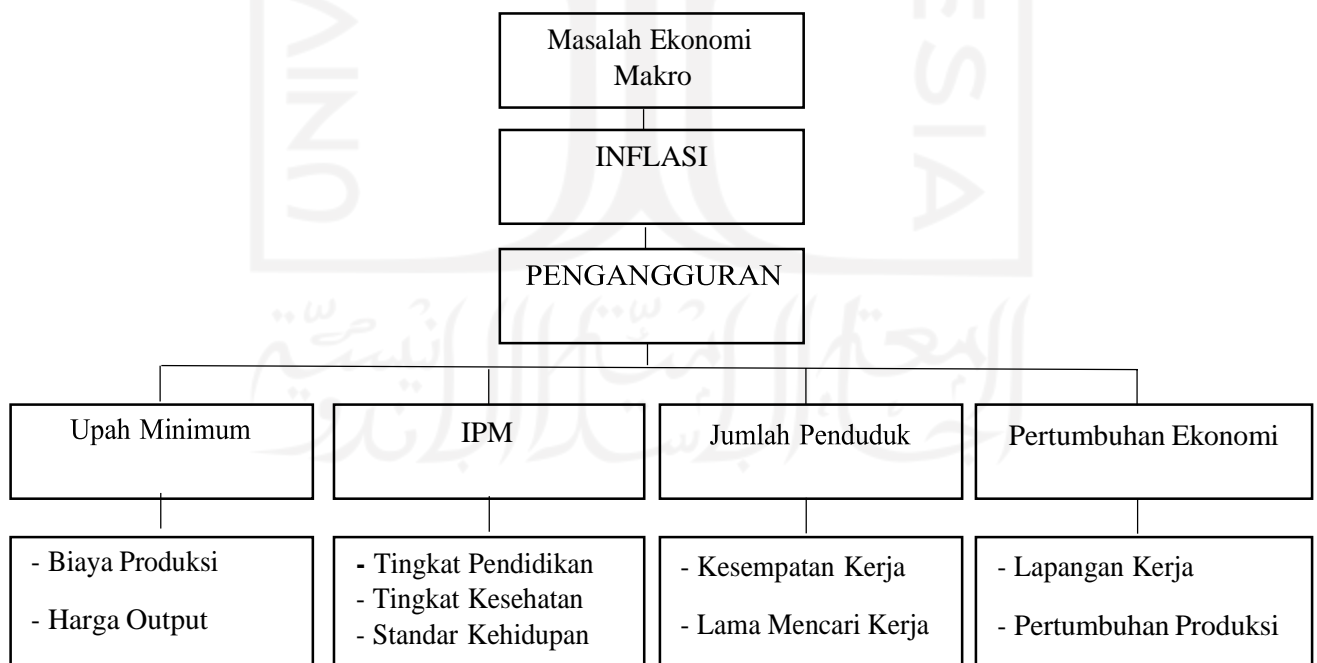 Masalah Ekonomi
Makro
INFLASI
PENGANGGURAN
Upah Minimum
IPM
Jumlah Penduduk
Pertumbuhan Ekonomi
- Biaya Produksi
- Harga Output
- Tingkat Pendidikan
- Tingkat Kesehatan
- Standar Kehidupan
- Kesempatan Kerja
- Lama Mencari Kerja
- Lapangan Kerja
- Pertumbuhan Produksi